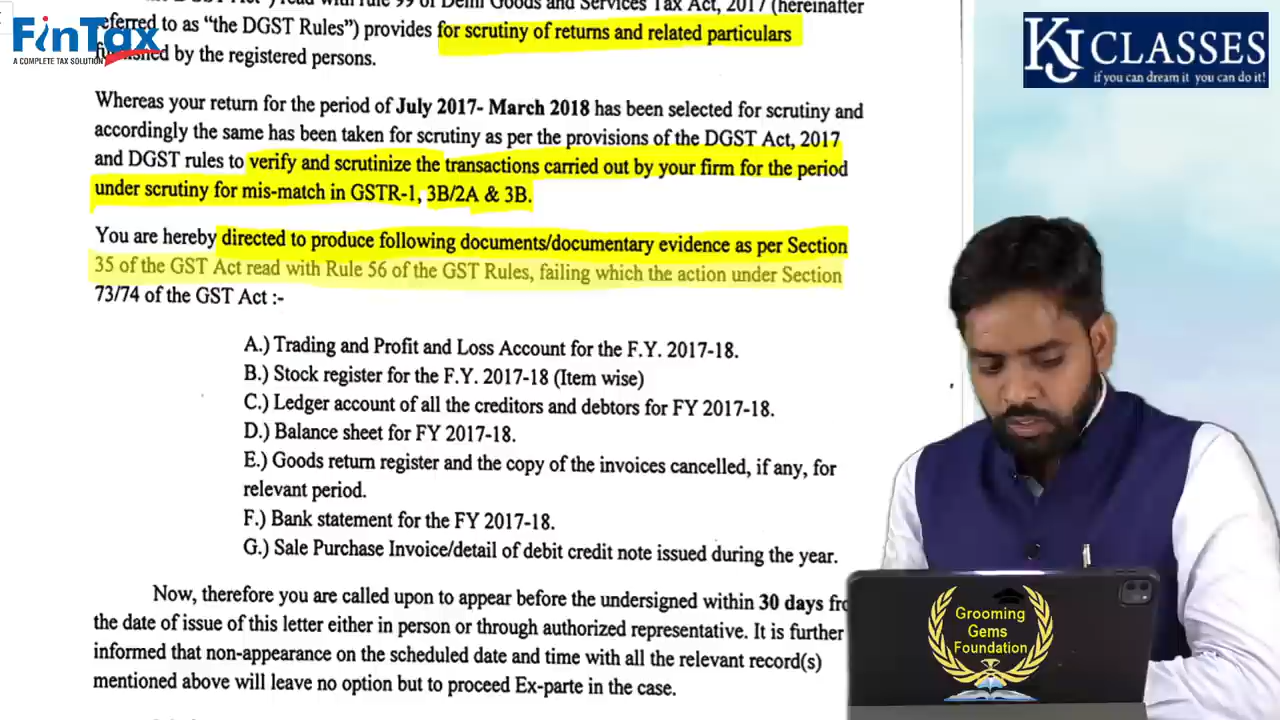 FinTax
A COMPLETE TAX SOLUTION
read with rule 99 of Delhi Goods and Services Tax Act, 2017 (hereinafter
referred to as “the DGST Rules”) provides for scrutiny of returns and related particulars
by the registered persons.
Whereas your return for the period of July 2017- March 2018 has been selected for scrutiny and
accordingly the same has been taken for scrutiny as per the provisions of the DGST Act, 2017
and DGST rules to verify and scrutinize the transactions carried out by your firm for the period
under scrutiny for mis-match in GSTR-1, 3B/2A & 3B.
You are hereby directed to produce following documents/documentary evidence as per Section
35 of the GST Act read with Rule 56 of the GST Rules, failing which the action under Section
73/74 of the GST Act :-
A.) Trading and Profit and Loss Account for the F.Y. 2017-18.
B.) Stock register for the F.Y. 2017-18 (Item wise)
C.) Ledger account of all the creditors and debtors for FY 2017-18.
D.) Balance sheet for FY 2017-18.
E.) Goods return register and the copy of the invoices cancelled, if any, for
relevant period.
F.) Bank statement for the FY 2017-18.
G.) Sale Purchase Invoice/detail of debit credit note issued during the year.
Now, therefore you are called upon to appear before the undersigned within 30 days
the date of issue of this letter either in person or through authorized representative. It is further
informed that non-appearance on the scheduled date and time with all the relevant record(s)
mentioned above will leave no option but to proceed Ex-parte in the case.
KJ CLASSES
if you can dream it you can do it!
Grooming
Gems
Foundation